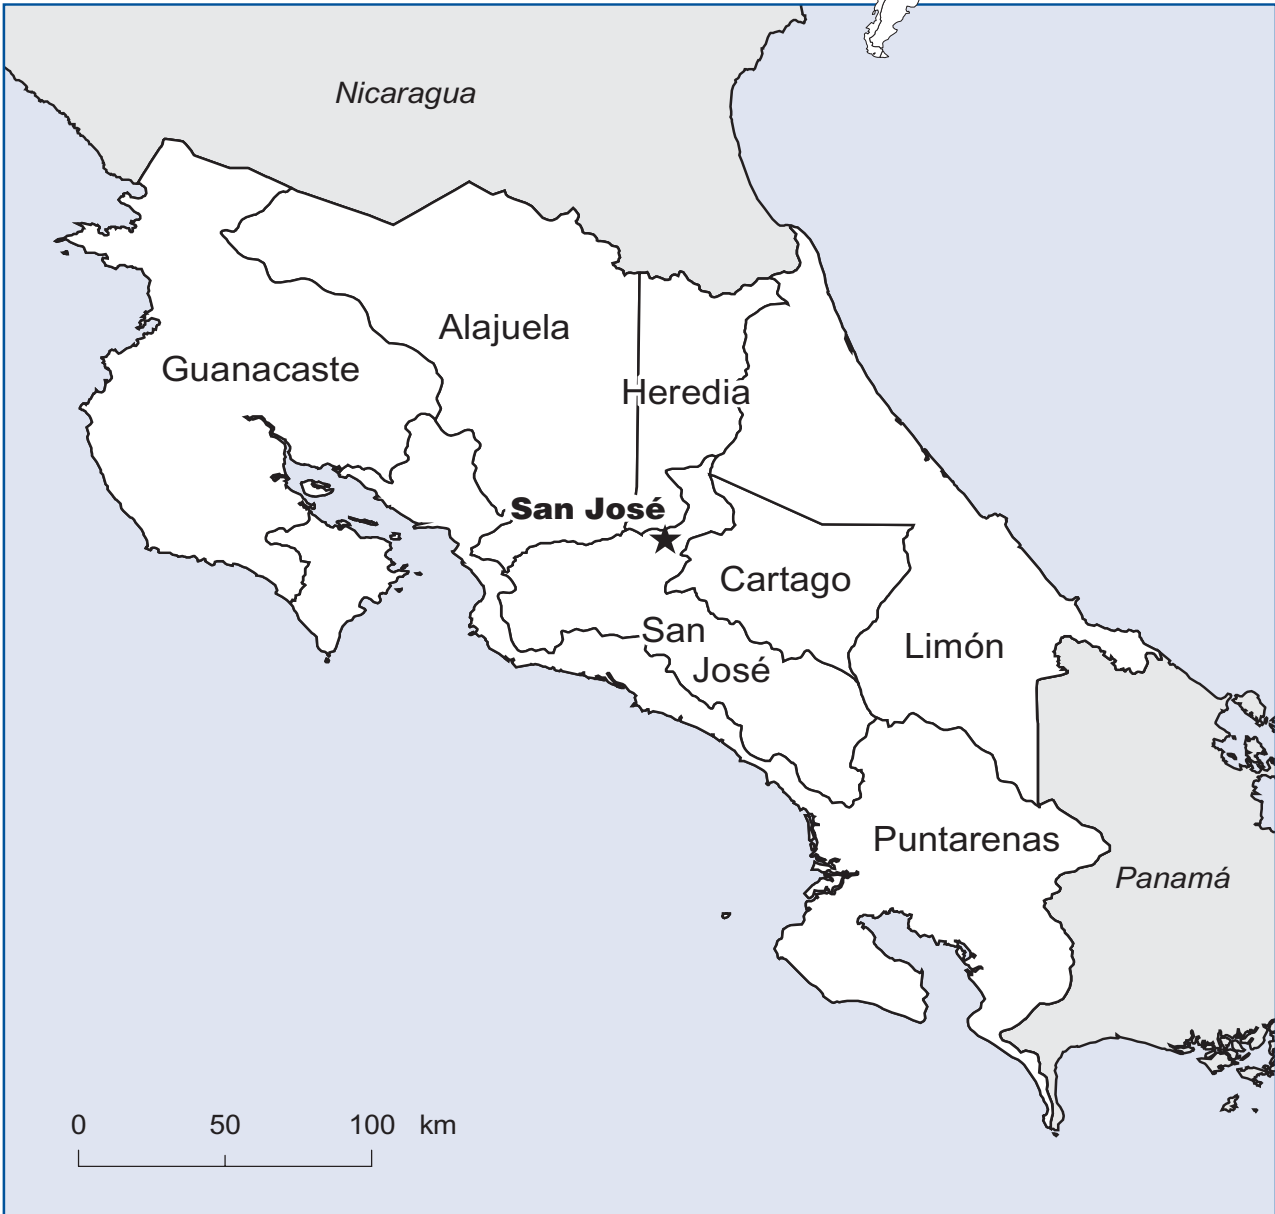 Nicaragua
Alajuela
Guanacaste
Heredia
San José
Cartago
San
José
Limón
Puntarenas
Panamá
0 50 100 km